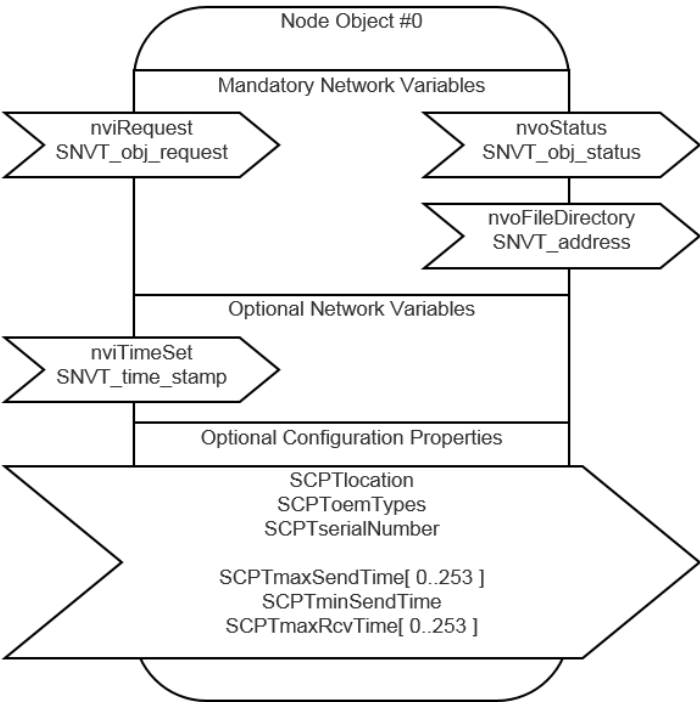 Node Object #0
Mandatory Network Variables
nviRequest
SNVT_obj_request
nvoStatus
SNVT_obj_status
nvoFileDirectory
SNVT_address
Optional Network Variables
nviTimeSet
SNVT_time_stamp
Optional Configuration Properties
SCPTlocation
SCPToemTypes
SCPTserialNumber
SCPTmaxSendTime[ 0..253 ]
SCPTminSendTime
SCPTmaxRcvTime[ 0..253 ]